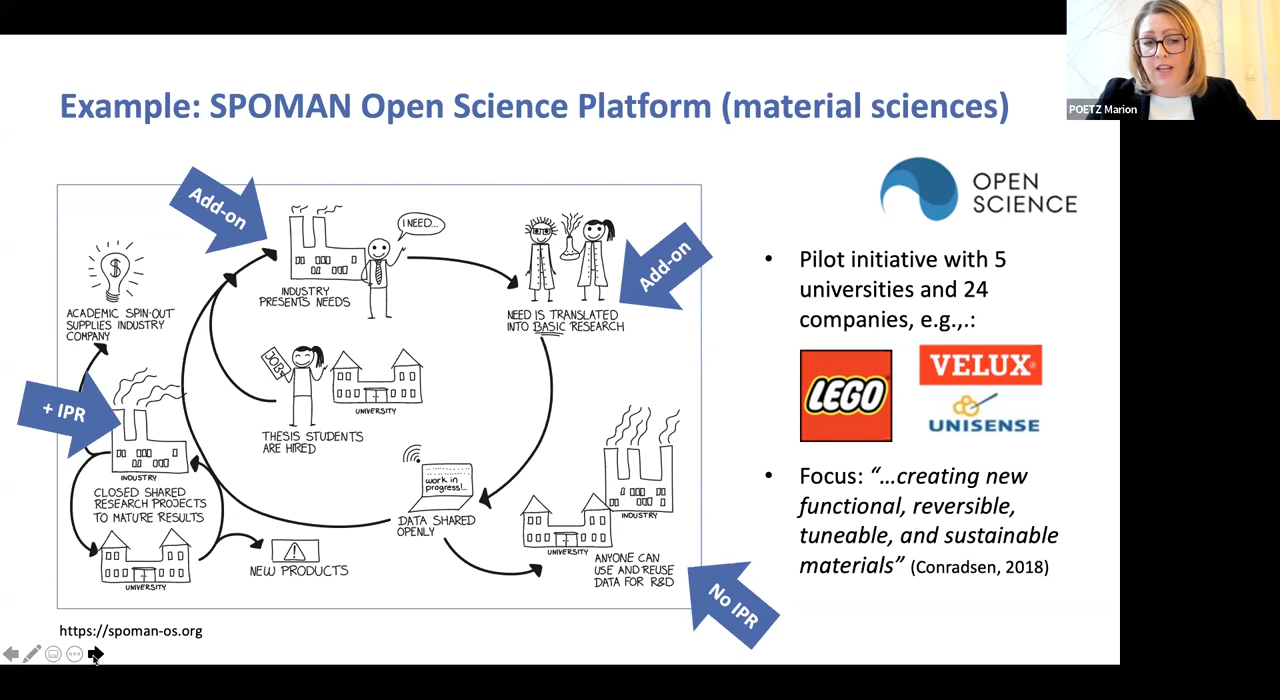 POETZ Marion
Example: SPOMAN Open Science Platform (material sciences)
Add-on
I NEED...
INDUSTRY
PRESENTS NEEDS
Add-on
NEED IS TRANSLATED
INTO BASIC RESEARCH
$
ACADEMIC SPIN-OUT
SUPPLIES INDUSTRY
COMPANY
JOB
UNIVERSITY
THESIS STUDENTS
ARE HIRED
+ IPR
INDUSTRY
CLOSED SHARED
RESEARCH PROJECTS
TO MATURE RESULTS
UNIVERSITY
NEW PRODUCTS
work in
progress!..
DATA SHARED
OPENLY
INDUSTRY
UNIVERSITY
ANYONE CAN
USE AND REUSE
DATA FOR R&D
No IPR
OPEN
SCIENCE
• Pilot initiative with 5
universities and 24
companies, e.g.,.:
LEGO
VELUX®
UNISENSE
• Focus: “…creating new
functional, reversible,
tuneable, and sustainable
materials” (Conradsen, 2018)
https://spoman-os.org